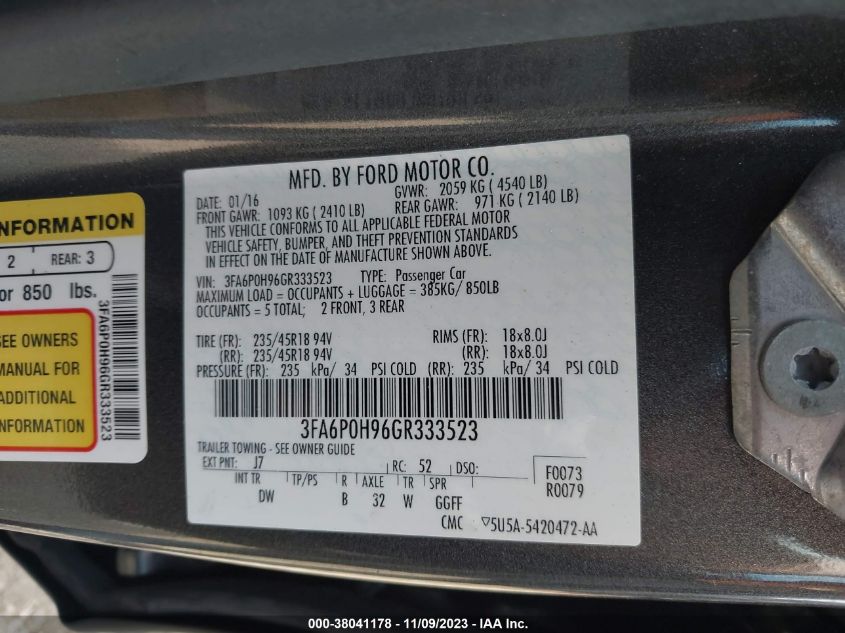 MFD. BY FORD MOTOR CO.
DATE: 01/16 GVWR: 2059 KG ( 4540 LB)
FRONT GAWR: 1093 KG ( 2410 LB) REAR GAWR: 971 KG ( 2140 LB)
THIS VEHICLE CONFORMS TO ALL APPLICABLE FEDERAL MOTOR
VEHICLE SAFETY, BUMPER, AND THEFT PREVENTION STANDARDS
IN EFFECT ON THE DATE OF MANUFACTURE SHOWN ABOVE.
VIN: 3FA6P0H96GR333523 TYPE: Passenger Car
MAXIMUM LOAD = OCCUPANTS + LUGGAGE = 385KG/ 850LB
OCCUPANTS = 5 TOTAL; 2 FRONT, 3 REAR
TIRE (FR): 235/45R18 94V RIMS (FR): 18x8.0J
(RR): 235/45R18 94V (RR): 18x8.0J
PRESSURE (FR): 235 kPa/ 34 PSI COLD (RR): 235 kPa/ 34 PSI COLD
3FA6P0H96GR333523
TRAILER TOWING - SEE OWNER GUIDE
EXT PNT: J7 RC: 52 DSO: F0073
INT TR TP/PS R AXLE TR SPR R0079
DW B 32 W GGFF
CMC ▽5U5A-5420472-AA
INFORMATION
2 REAR: 3
or 850 lbs.
SEE OWNERS
MANUAL FOR
ADDITIONAL
INFORMATION
3FA6P0H96GR333523
000-38041178 - 11/09/2023 - IAA Inc.